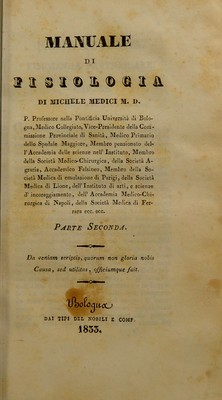 MANUALE
DI
FISIOLOGIA
DI MICHELE MEDICI M. D.
P. Professore nella Pontificia Università di Bolo-
gna, Medico Collegiato, Vice-Presidente della Com-
missione Provinciale di Sanità, Medico Primario
dello Spedale Maggiore, Membro pensionato del-
l'Accademia delle scienze nell'Instituto, Membro
della Società Medico-Chirurgica, della Società A-
graria, Accademico Felsineo, Membro della So-
cietà Medica di emulazione di Parigi, della Società
Medica di Lione, dell'Instituto di arti, e scienze
d'incoraggiamento, dell'Accademia Medico-Chi-
rurgica di Napoli, della Società Medica di Fer-
rara ecc. ecc.
PARTE SECONDA.
Da veniam scriptis, quorum non gloria nobis
Causa, sed utilitas, officiumque fuit.
Bologna
DAI TIPI DEL NOBILI E COMP.
1833.